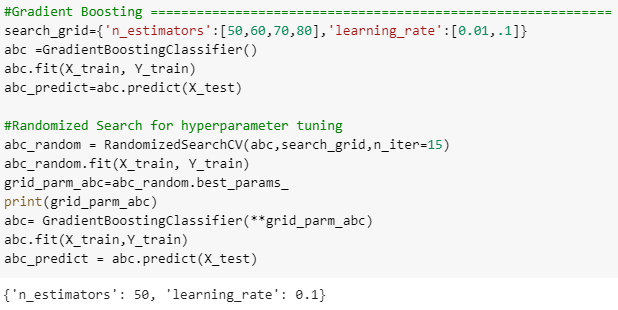 #Gradient Boosting ==========================================================
search_grid={'n_estimators':[50,60,70,80],'learning_rate':[0.01,.1]}
abc =GradientBoostingClassifier()
abc.fit(X_train, Y_train)
abc_predict=abc.predict(X_test)
#Randomized Search for hyperparameter tuning
abc_random = RandomizedSearchCV(abc,search_grid,n_iter=15)
abc_random.fit(X_train, Y_train)
grid_parm_abc=abc_random.best_params_
print(grid_parm_abc)
abc= GradientBoostingClassifier(**grid_parm_abc)
abc.fit(X_train,Y_train)
abc_predict = abc.predict(X_test)
{'n_estimators': 50, 'learning_rate': 0.1}